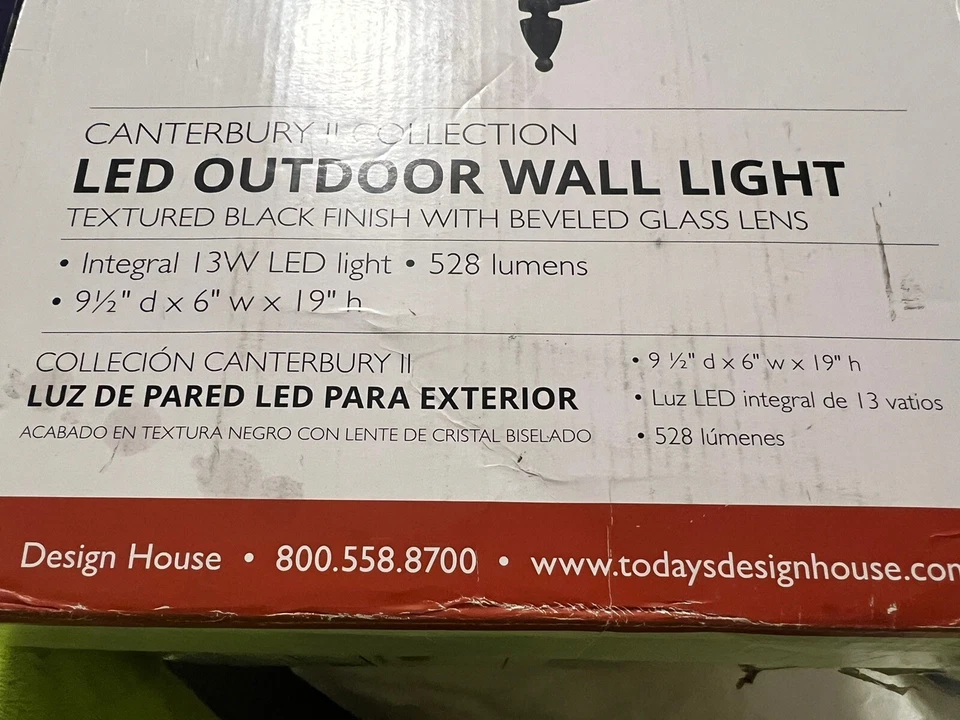 CANTERBURY II COLLECTION
LED OUTDOOR WALL LIGHT
TEXTURED BLACK FINISH WITH BEVELED GLASS LENS
• Integral 13W LED light • 528 lumens
• 9½" d x 6" w x 19" h
COLLECIÓN CANTERBURY II
LUZ DE PARED LED PARA EXTERIOR
ACABADO EN TEXTURA NEGRO CON LENTE DE CRISTAL BISELADO
• 9 ½" d x 6" w x 19" h
• Luz LED integral de 13 vatios
• 528 lúmenes
Design House • 800.558.8700 • www.todaysdesignhouse.com